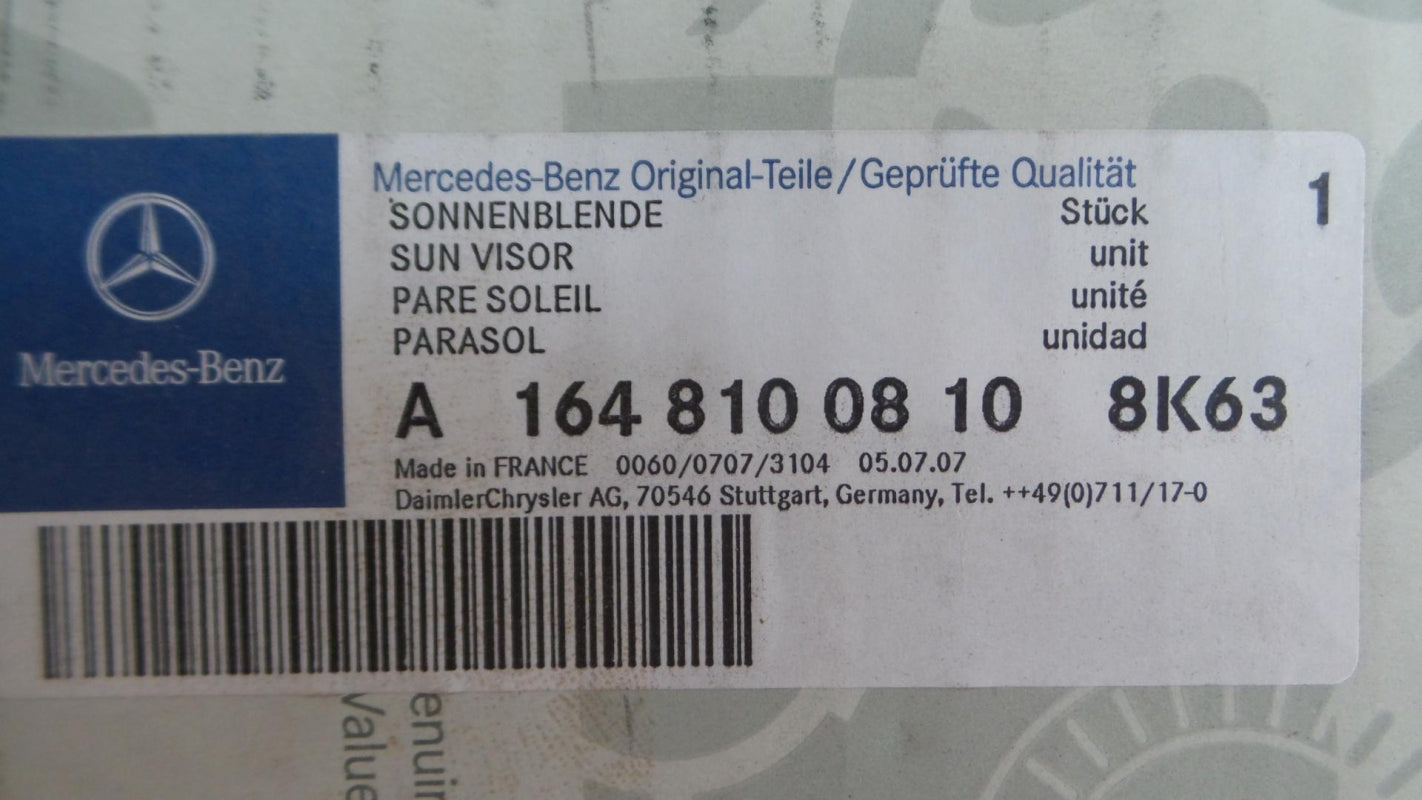 Mercedes-Benz
Mercedes-Benz Original-Teile/Geprüfte Qualität
SONNENBLENDE Stück 1
SUN VISOR unit
PARE SOLEIL unité
PARASOL unidad
A 164 810 08 10 8K63
Made in FRANCE 0060/0707/3104 05.07.07
DaimlerChrysler AG, 70546 Stuttgart, Germany, Tel. ++49(0)711/17-0
enuin
Value